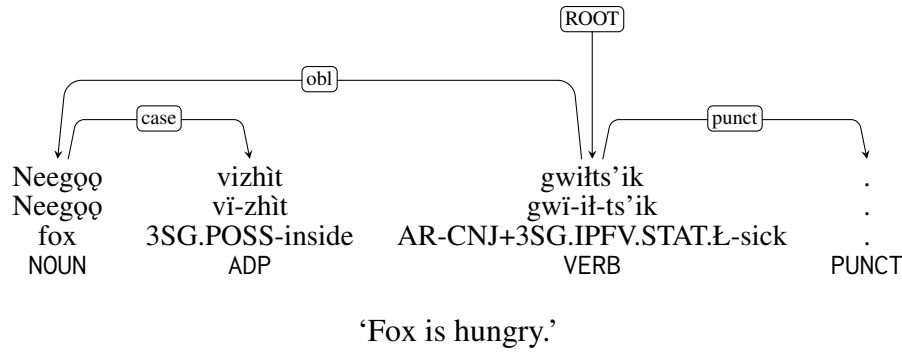 ROOT
obl
case punct
Neegǫǫ vizhìt gwiłts’ik .
Neegǫǫ vï-zhìt gwï-ił-ts’ik .
fox 3SG.POSS-inside AR-CNJ+3SG.IPFV.STAT.Ł-sick .
NOUN ADP VERB PUNCT
‘Fox is hungry.’